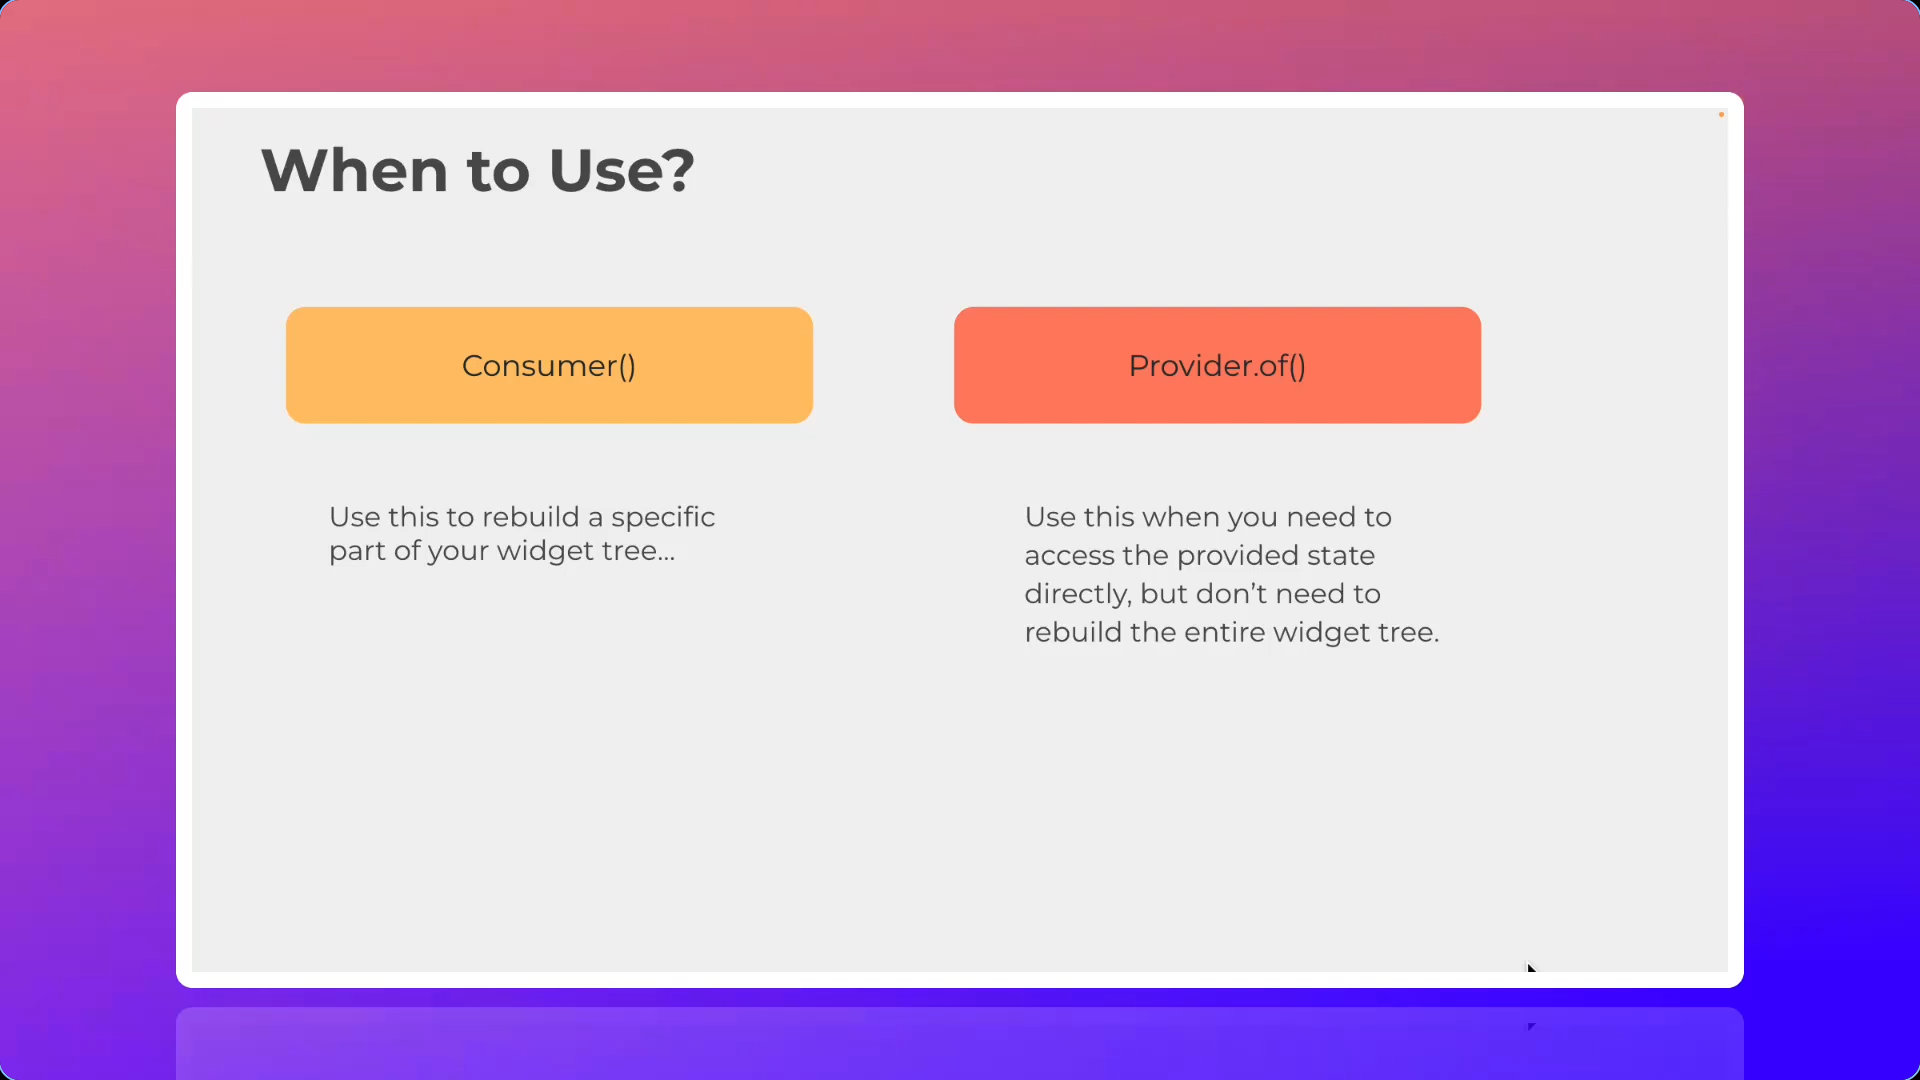 When to Use?
Consumer()
Provider.of()
Use this to rebuild a specific
part of your widget tree...
Use this when you need to
access the provided state
directly, but don’t need to
rebuild the entire widget tree.